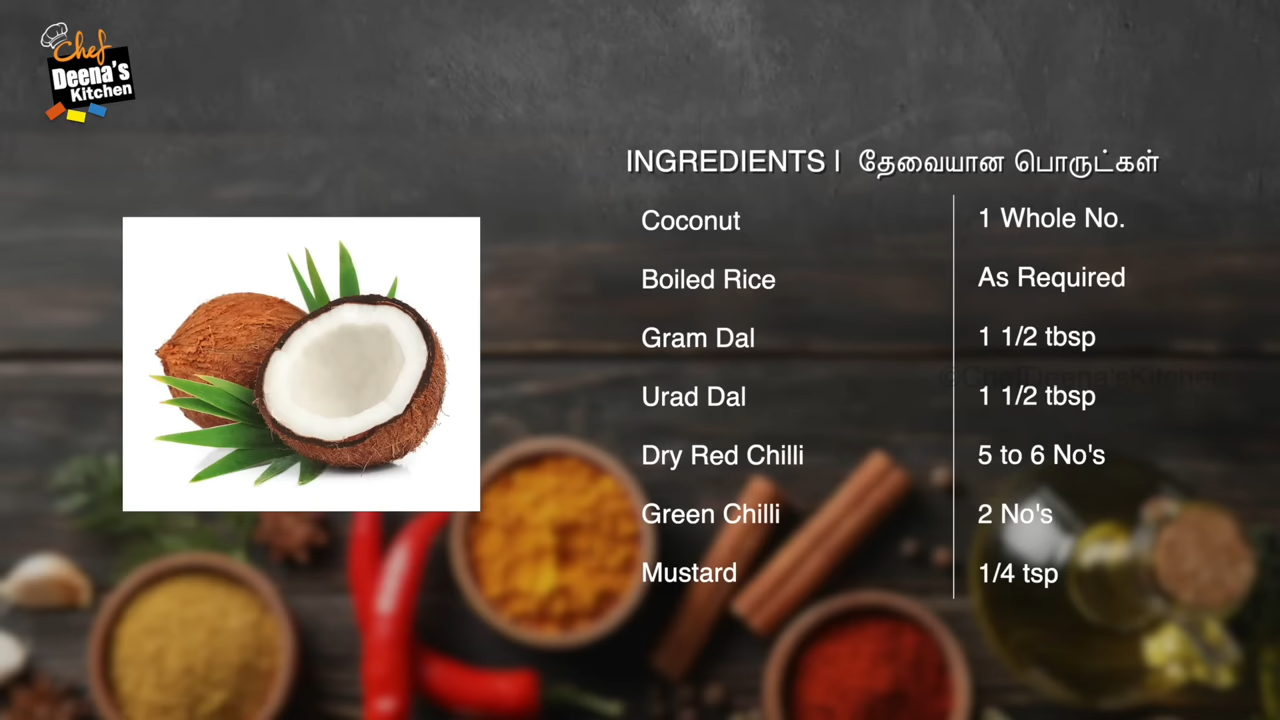 Chef
Deena's
Kitchen
INGREDIENTS | தேவையான பொருட்கள்
Coconut 1 Whole No.
Boiled Rice As Required
Gram Dal 1 1/2 tbsp
@ChefDeena'sKitchen
Urad Dal 1 1/2 tbsp
Dry Red Chilli 5 to 6 No's
Green Chilli 2 No's
Mustard 1/4 tsp